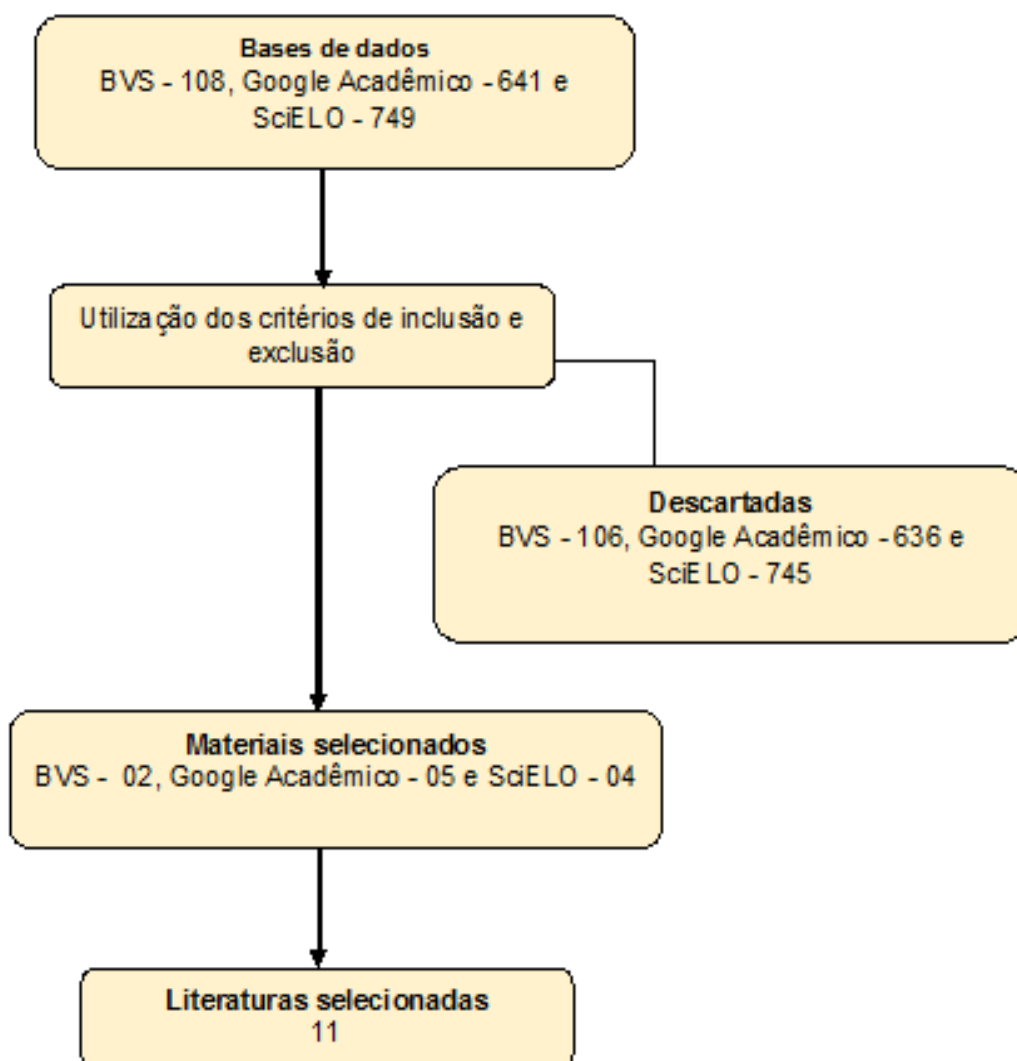 Bases de dados
BVS - 108, Google Acadêmico - 641 e
SciELO - 749
Utilização dos critérios de inclusão e
exclusão
Descartadas
BVS - 106, Google Acadêmico - 636 e
SciELO - 745
Materiais selecionados
BVS - 02, Google Acadêmico - 05 e SciELO - 04
Literaturas selecionadas
11